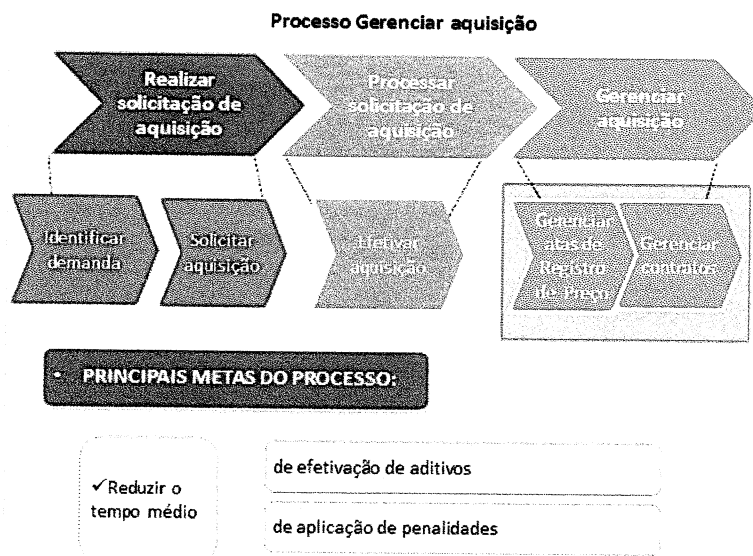 Processo Gerenciar aquisição
Realizar
solicitação de
aquisição
Processar
solicitação de
aquisição
Gerenciar
aquisição
Identificar
demanda
Solicitar
aquisição
Efetivar
aquisição
Gerenciar
atas de
Registro
de Preço
Gerenciar
contratos
• PRINCIPAIS METAS DO PROCESSO:
✓Reduzir o
tempo médio
de efetivação de aditivos
de aplicação de penalidades